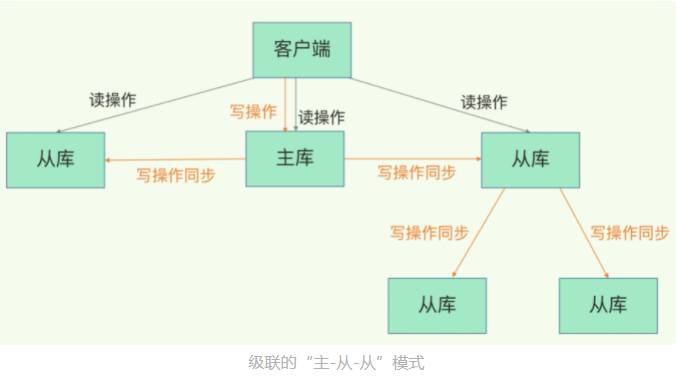 客户端
读操作
写操作
读操作
读操作
从库
主库
从库
写操作同步
写操作同步
写操作同步
写操作同步
从库
从库
级联的“主-从-从”模式